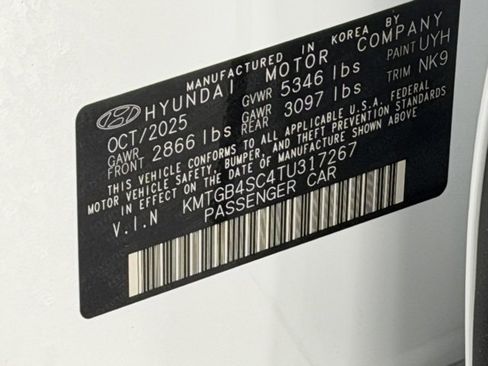 MANUFACTURED IN KOREA BY
HYUNDAI MOTOR COMPANY
OCT/2025 GVWR 5346 lbs PAINT UYH
GAWR FRONT 2866 lbs GAWR REAR 3097 lbs TRIM NK9
THIS VEHICLE CONFORMS TO ALL APPLICABLE U.S.A. FEDERAL
MOTOR VEHICLE SAFETY, BUMPER, AND THEFT PREVENTION STANDARDS
IN EFFECT ON THE DATE OF MANUFACTURE SHOWN ABOVE.
V.I.N KMTGB4SC4TU317267
PASSENGER CAR